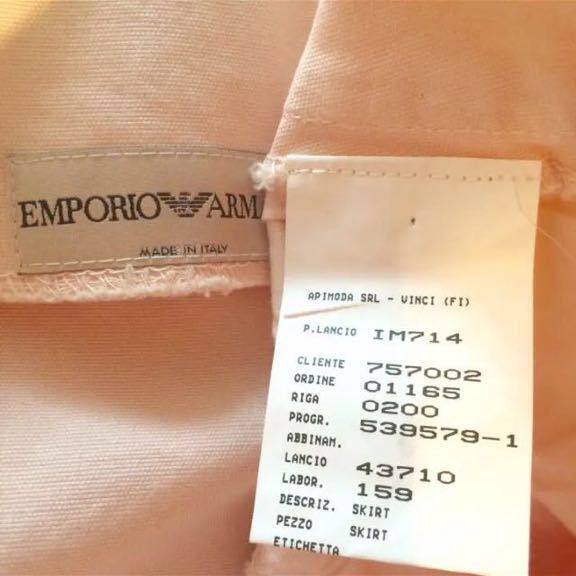 EMPORIO ARM
MADE IN ITALY
APIMODA SRL - VINCI (FI)
P.LANCIO IM714
CLIENTE 757002
ORDINE 01165
RIGA 0200
PROGR. 539579-1
ABBINAM.
LANCIO 43710
LABOR. 159
DESCRIZ. SKIRT
PEZZO SKIRT
ETICHETTA